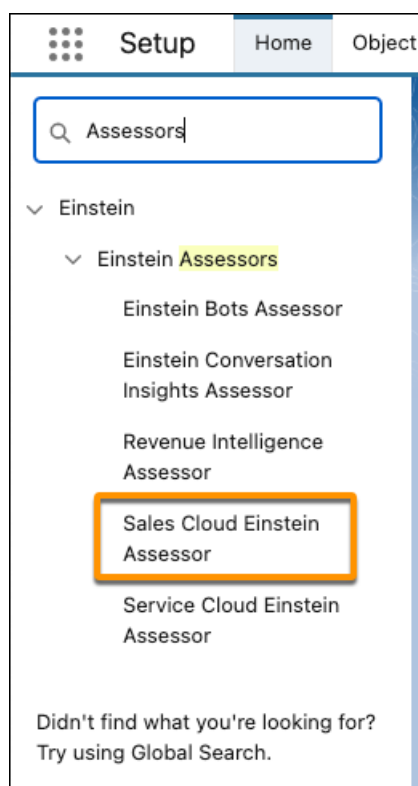 Setup
Home
Object
Assessors
Einstein
Einstein Assessors
Einstein Bots Assessor
Einstein Conversation
Insights Assessor
Revenue Intelligence
Assessor
Sales Cloud Einstein
Assessor
Service Cloud Einstein
Assessor
Didn't find what you're looking for?
Try using Global Search.